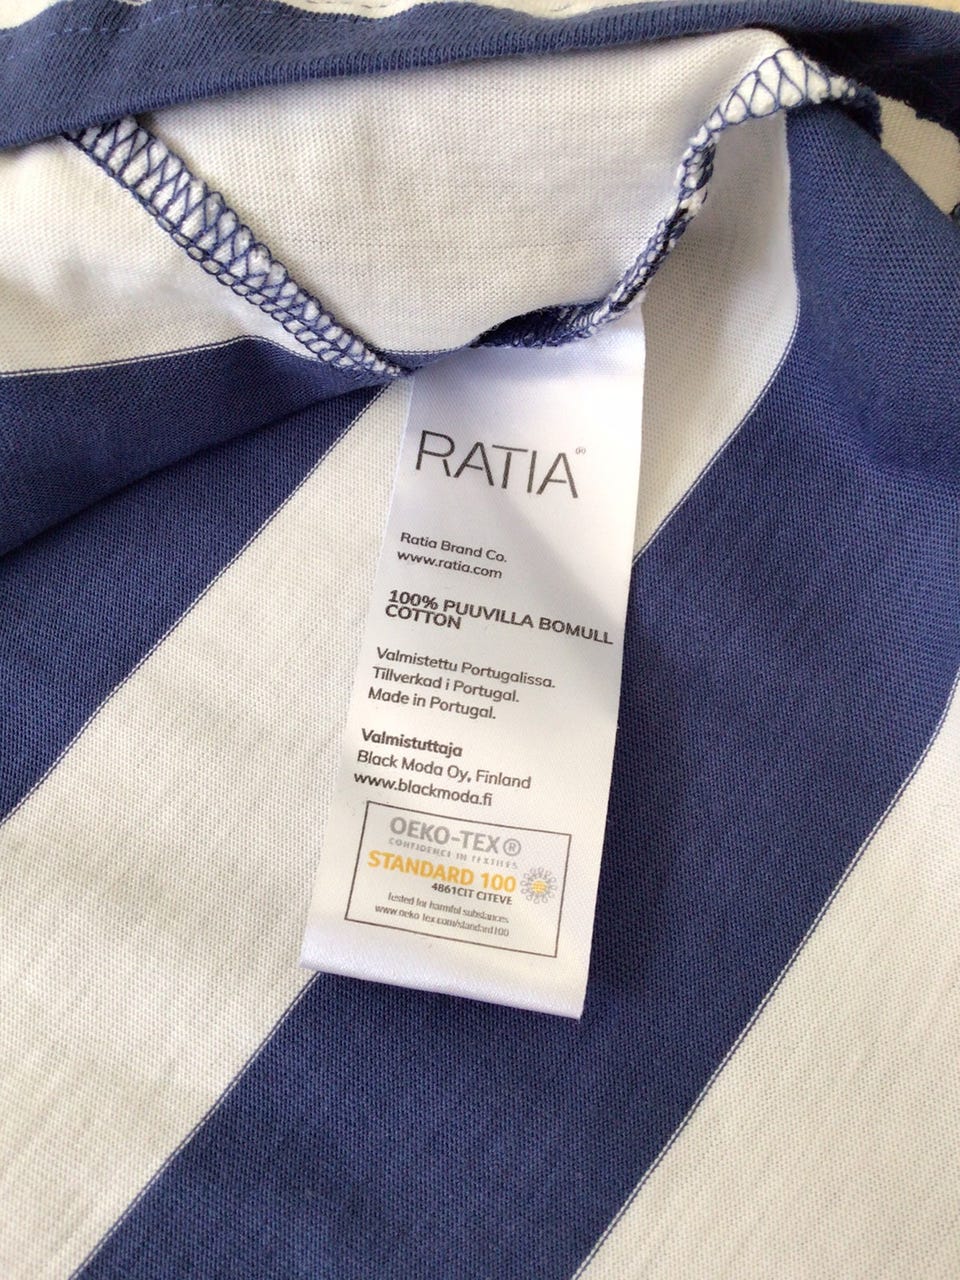 RATIA®
Ratia Brand Co.
www.ratia.com
100% PUUVILLA BOMULL
COTTON
Valmistettu Portugalissa.
Tillverkad i Portugal.
Made in Portugal.
Valmistuttaja
Black Moda Oy, Finland
www.blackmoda.fi
OEKO-TEX®
CONFIDENCE IN TEXTILES
STANDARD 100
4861CIT CITEVE
Tested for harmful substances
www.oeko-tex.com/standard100